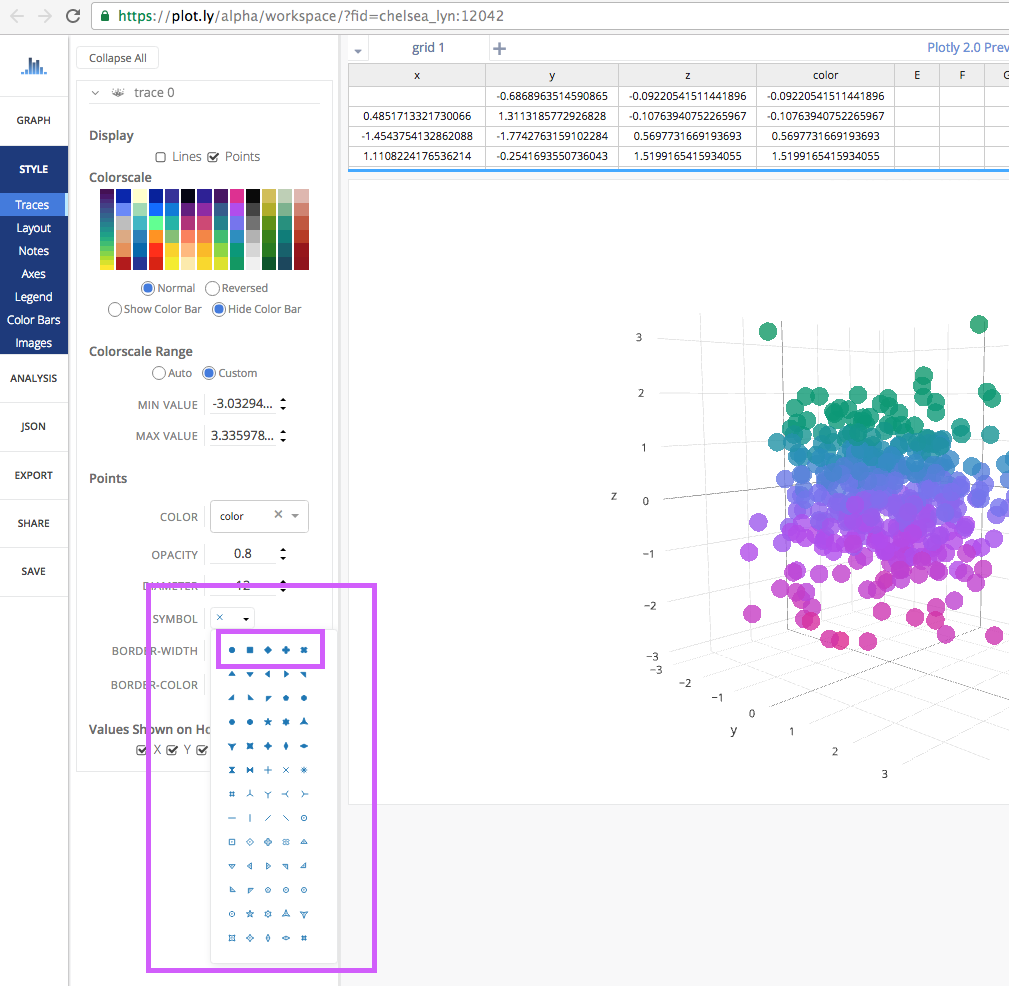 https://plot.ly/alpha/workspace/?fid=chelsea_lyn:12042
Collapse All
trace 0
GRAPH
STYLE
Traces
Layout
Notes
Axes
Legend
Color Bars
Images
ANALYSIS
JSON
EXPORT
SHARE
SAVE
Display
Lines Points
Colorscale
Normal Reversed
Show Color Bar Hide Color Bar
Colorscale Range
Auto Custom
MIN VALUE -3.03294...
MAX VALUE 3.335978...
Points
COLOR color
OPACITY 0.8
DIAMETER 12
SYMBOL
BORDER-WIDTH
BORDER-COLOR
Values Shown on Ho
X Y
grid 1
Plotly 2.0 Prev
x y z color E F G
-0.6868963514590865 -0.09220541511441896 -0.09220541511441896
0.4851713321730066 1.3113185772926828 -0.10763940772265967 -0.10763940772265967
-1.4543754132862088 -1.7742763159102284 0.5697731669193693 0.5697731669193693
1.1108224176536214 -0.2541693550736043 1.5199165415934055 1.5199165415934055
3
2
1
z 0
−1
−2
−3
−3
−2
−1
0
y 1
2
3